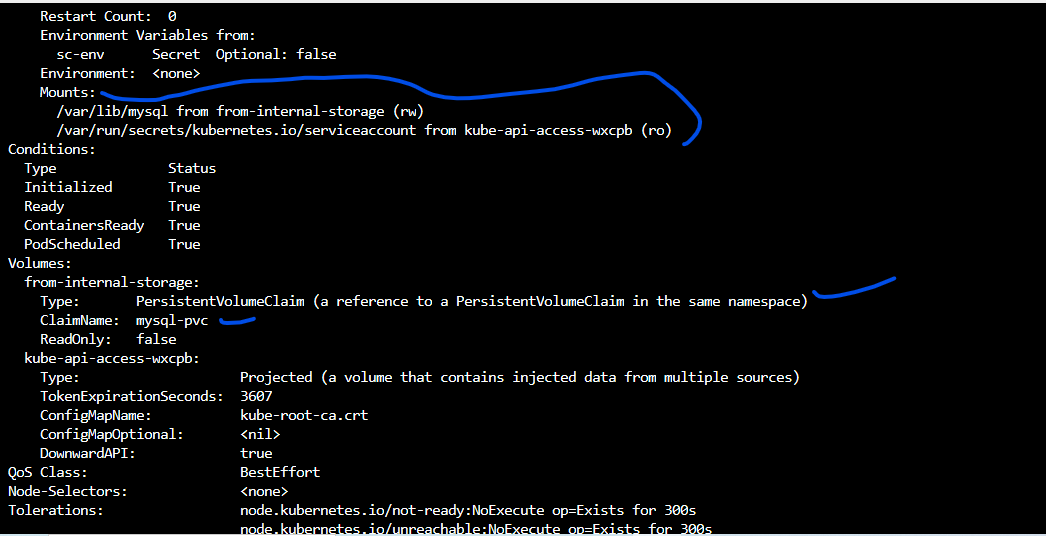 Restart Count:  0
Environment Variables from:
sc-env      Secret  Optional: false
Environment:  <none>
Mounts:
/var/lib/mysql from from-internal-storage (rw)
/var/run/secrets/kubernetes.io/serviceaccount from kube-api-access-wxcpb (ro)
Conditions:
Type              Status
Initialized       True
Ready             True
ContainersReady   True
PodScheduled      True
Volumes:
from-internal-storage:
Type:       PersistentVolumeClaim (a reference to a PersistentVolumeClaim in the same namespace)
ClaimName:  mysql-pvc
ReadOnly:   false
kube-api-access-wxcpb:
Type:                    Projected (a volume that contains injected data from multiple sources)
TokenExpirationSeconds:  3607
ConfigMapName:           kube-root-ca.crt
ConfigMapOptional:       <nil>
DownwardAPI:             true
QoS Class:                   BestEffort
Node-Selectors:              <none>
Tolerations:                 node.kubernetes.io/not-ready:NoExecute op=Exists for 300s
node.kubernetes.io/unreachable:NoExecute op=Exists for 300s